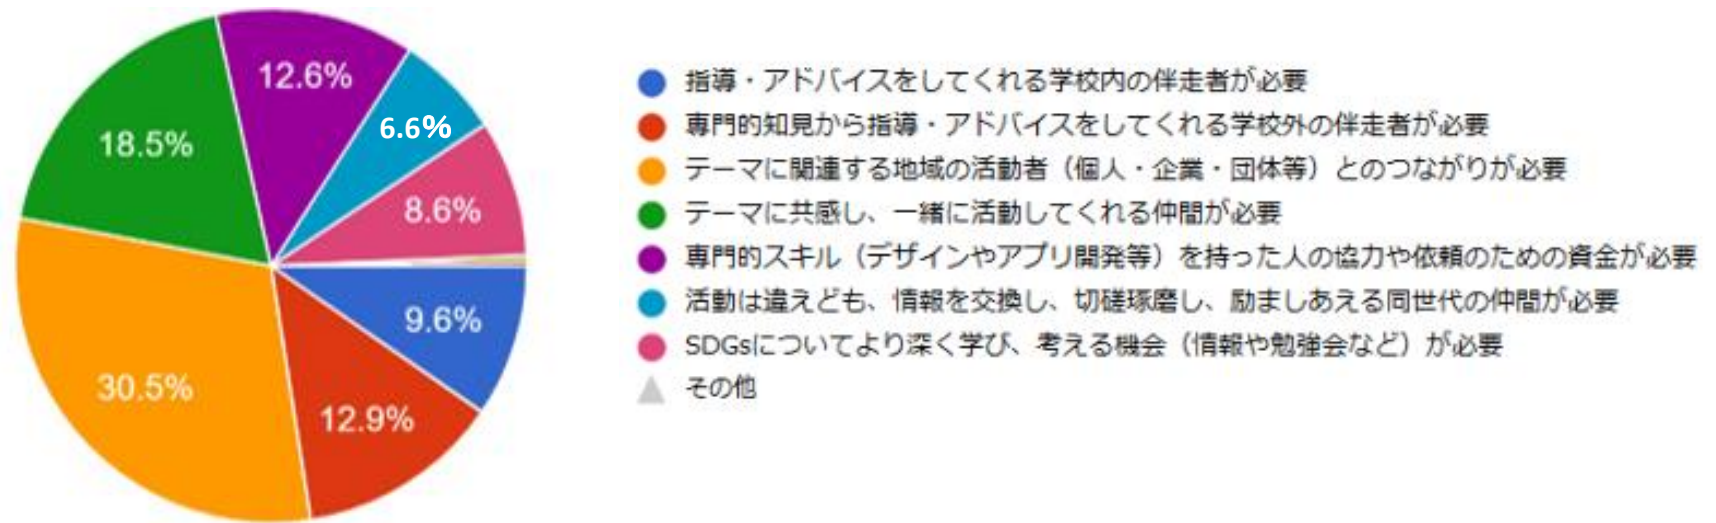 12.6%
6.6%
18.5%
8.6%
9.6%
30.5%
12.9%
指導・アドバイスをしてくれる学校内の伴走者が必要
専門的知見から指導・アドバイスをしてくれる学校外の伴走者が必要
テーマに関連する地域の活動者（個人・企業・団体等）とのつながりが必要
テーマに共感し、一緒に活動してくれる仲間が必要
専門的スキル（デザインやアプリ開発等）を持った人の協力や依頼のための資金が必要
活動は違えども、情報を交換し、切磋琢磨し、励ましあえる同世代の仲間が必要
SDGsについてより深く学び、考える機会（情報や勉強会など）が必要
その他